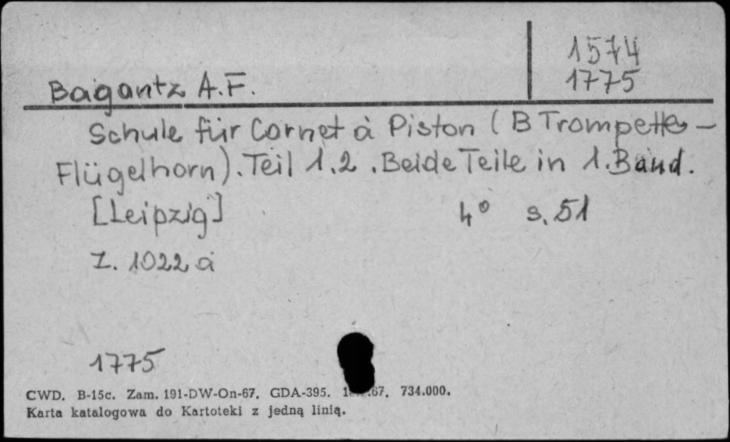 1574
1775
Bagantz A.F.
Schule für Cornet à Piston (B Trompette –
Flügelhorn). Teil 1.2. Beide Teile in 1. Band.
[Leipzig] 4° s. 51
Z. 1022 a
1775
CWD. B-15c. Zam. 191-DW-On-67. GDA-395. 67. 734.000.
Karta katalogowa do Kartoteki z jedną linią.